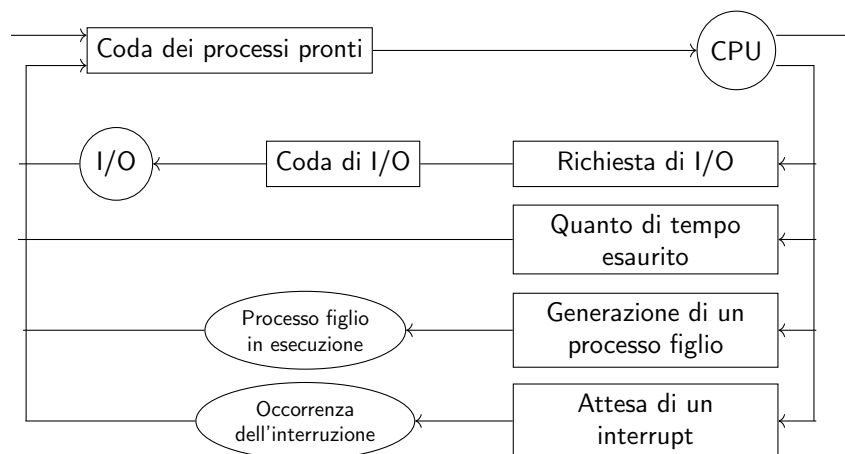 Coda dei processi pronti
CPU
I/O
Coda di I/O
Richiesta di I/O
Quanto di tempo
esaurito
Processo figlio
in esecuzione
Generazione di un
processo figlio
Occorrenza
dell'interruzione
Attesa di un
interrupt